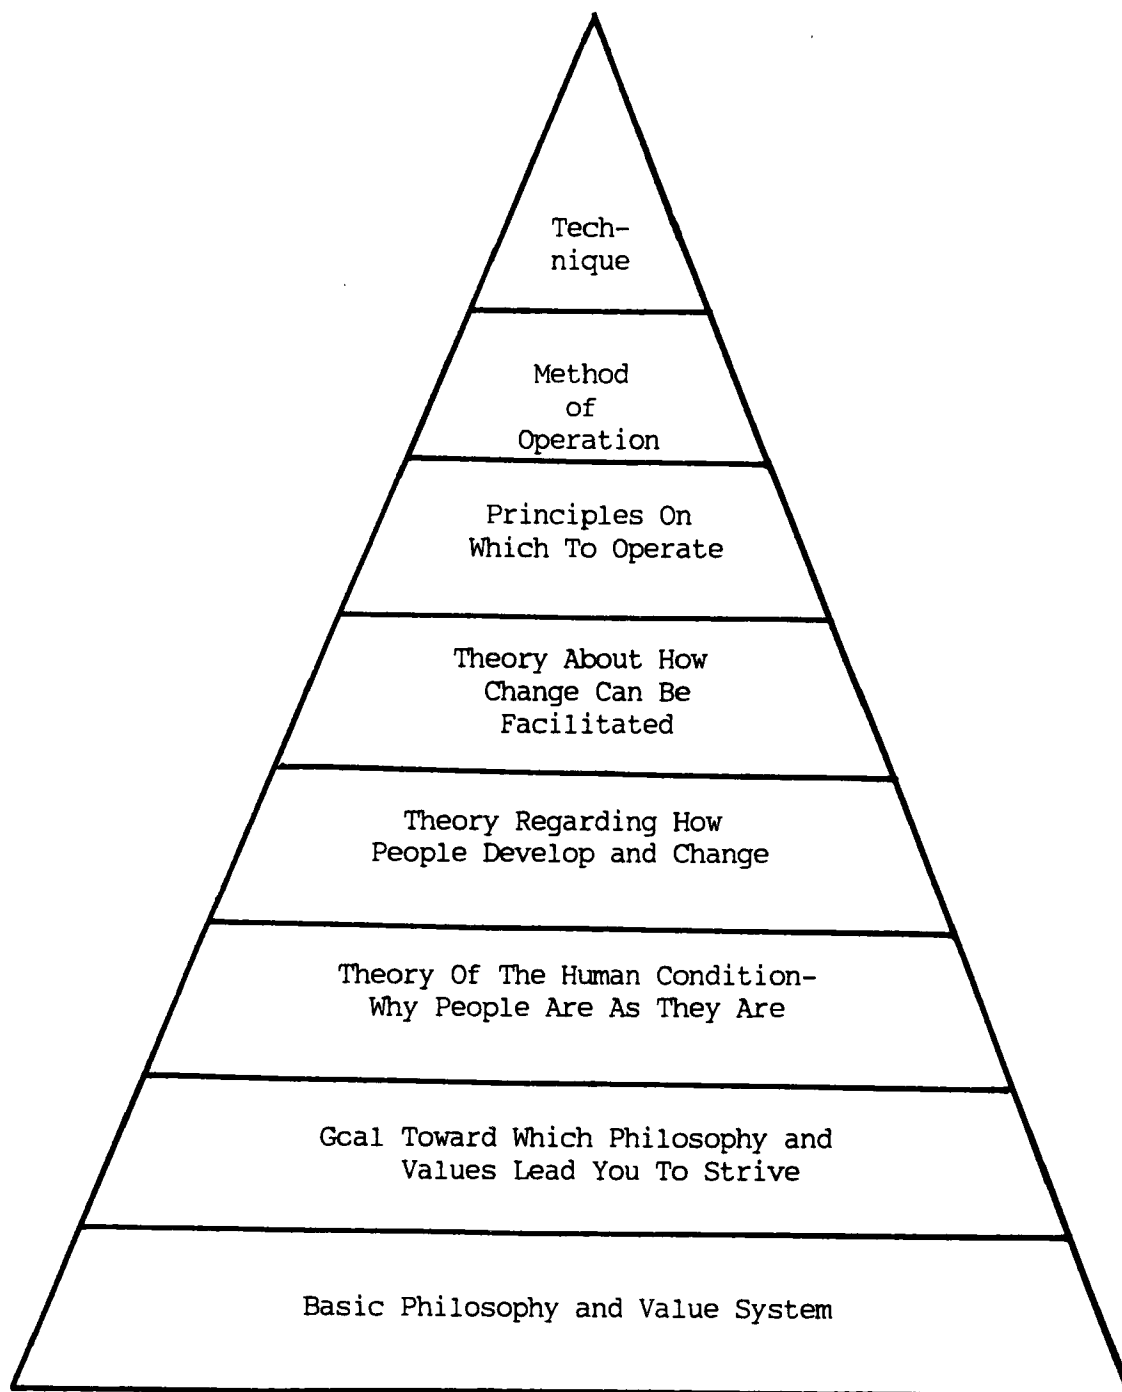 Tech-
nique
Method
of
Operation
Principles On
Which To Operate
Theory About How
Change Can Be
Facilitated
Theory Regarding How
People Develop and Change
Theory Of The Human Condition-
Why People Are As They Are
Gcal Toward Which Philosophy and
Values Lead You To Strive
Basic Philosophy and Value System